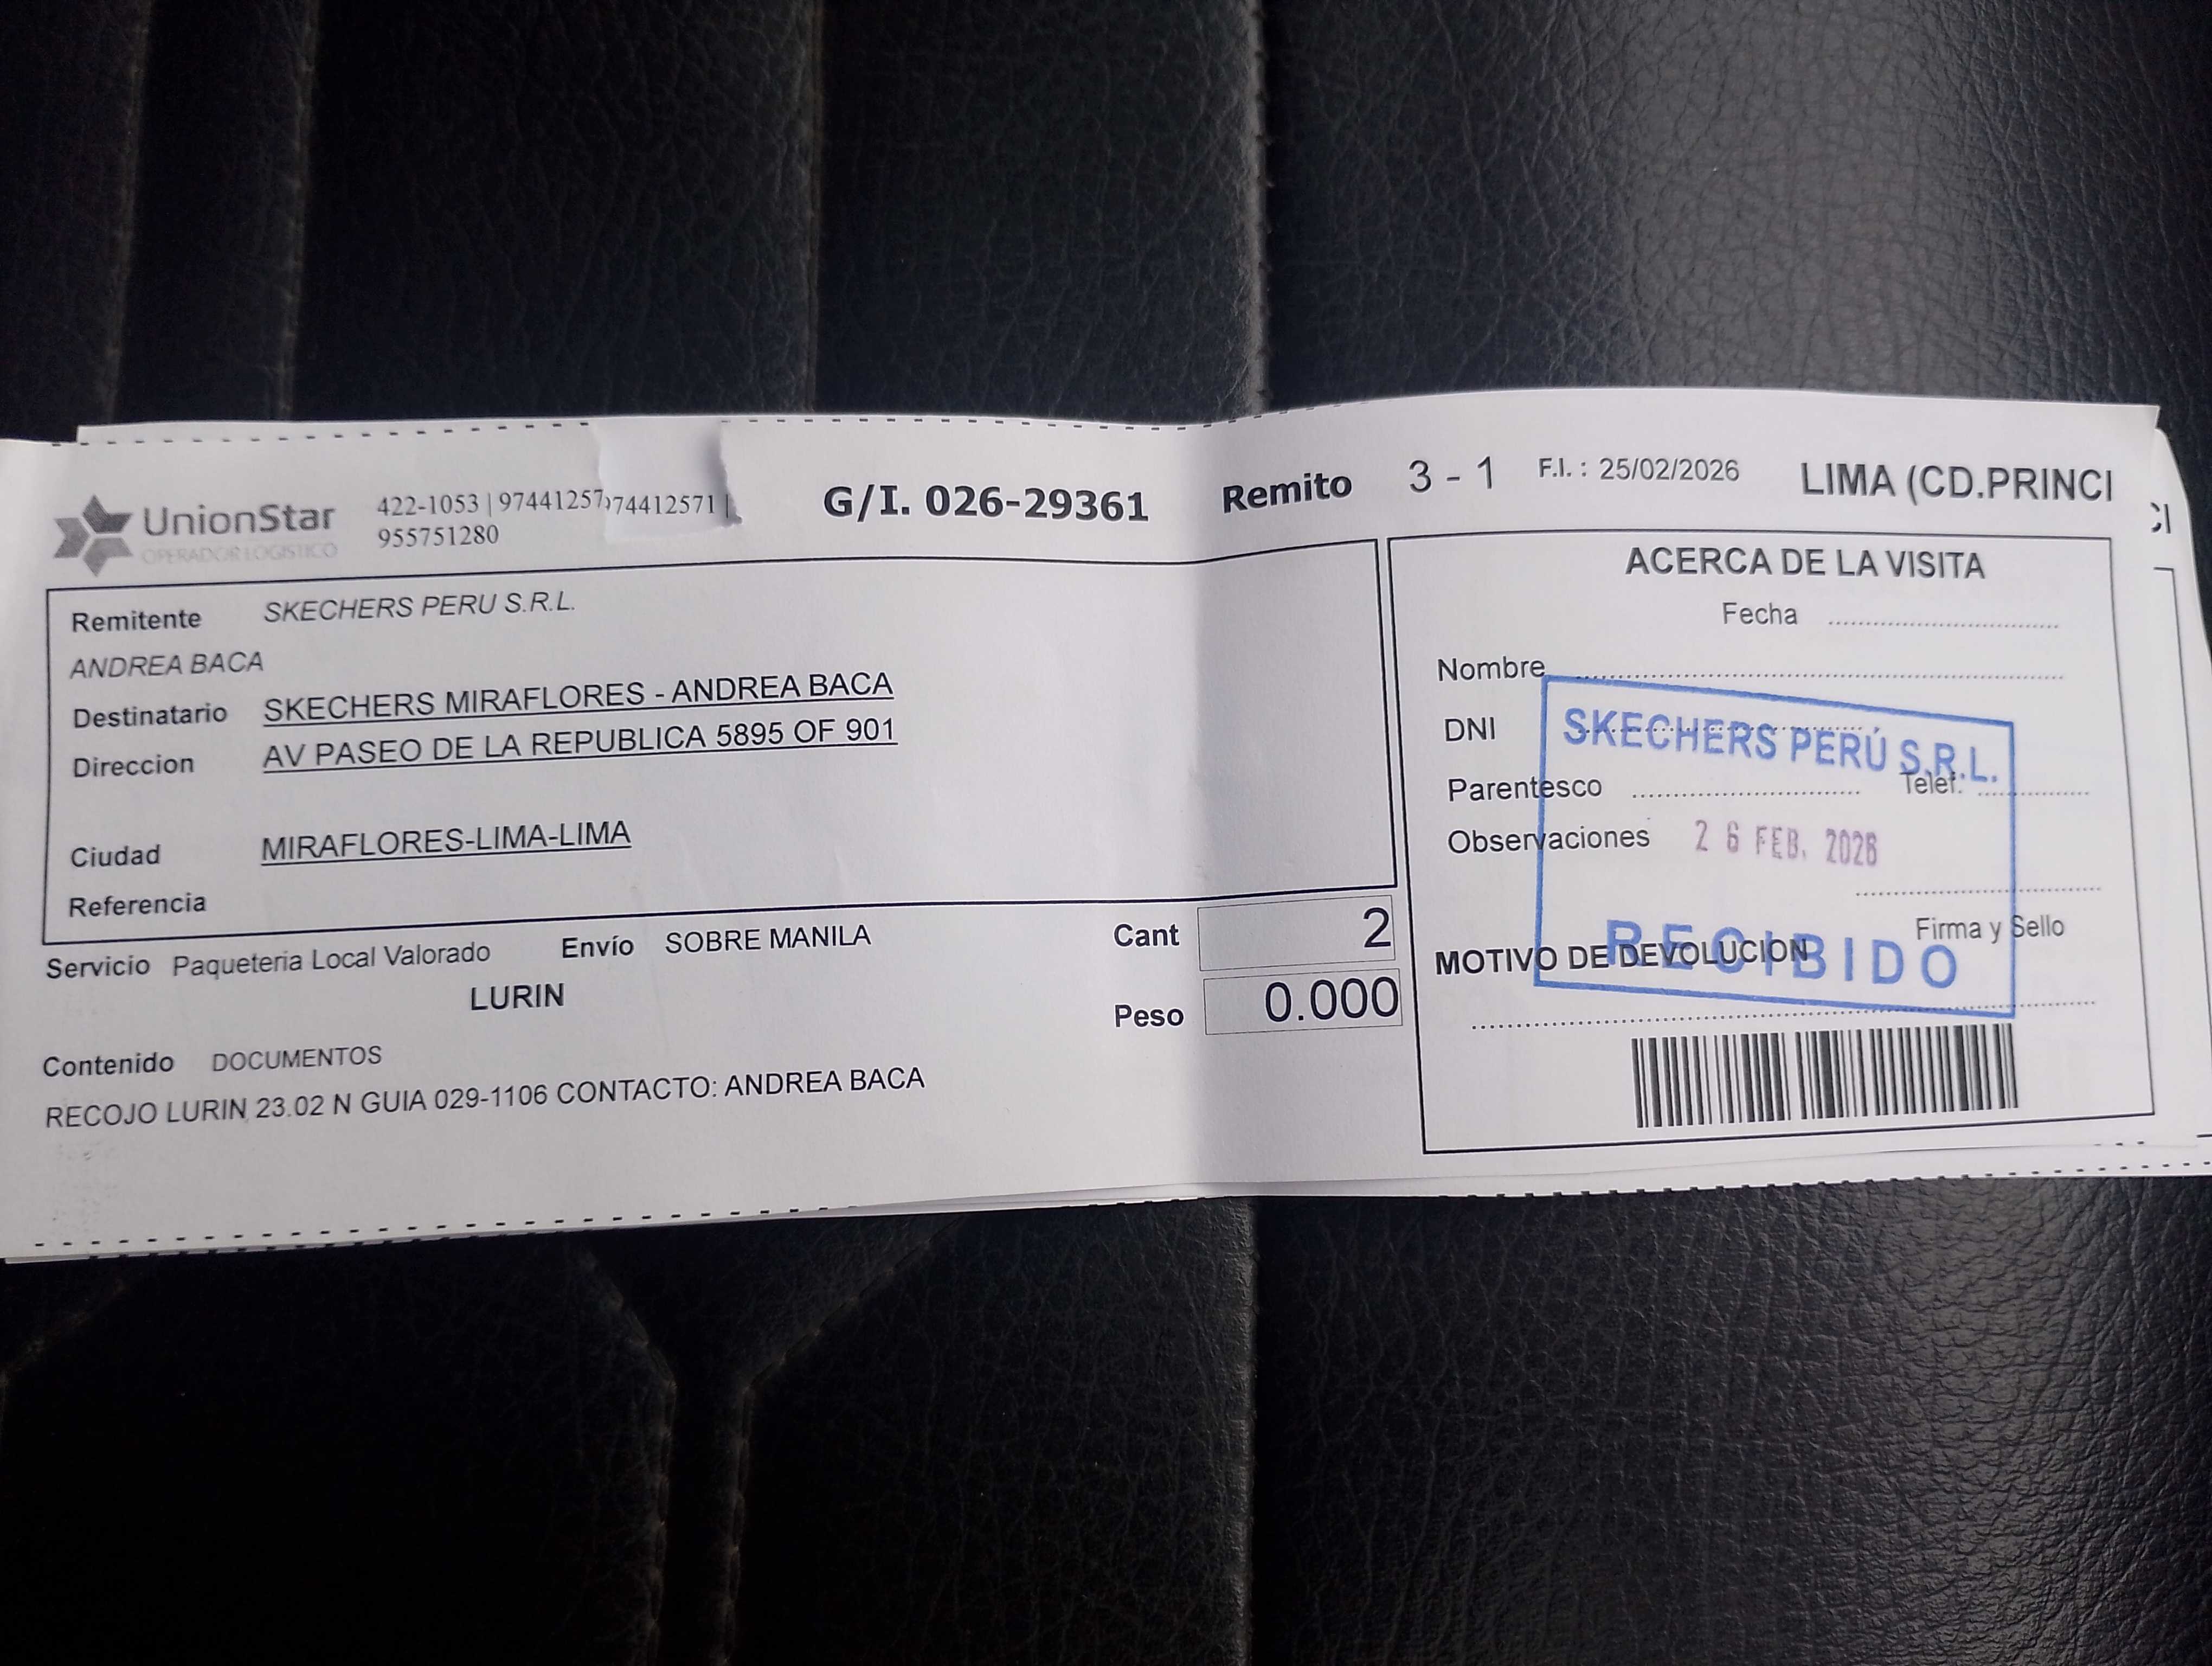 UnionStar
OPERADOR LOGISTICO
422-1053 | 97441257
74412571 |
955751280
G/I. 026-29361
Remito 3 - 1
F.I. : 25/02/2026
LIMA (CD.PRINCI
CI
Remitente SKECHERS PERU S.R.L.
ANDREA BACA
Destinatario SKECHERS MIRAFLORES - ANDREA BACA
Direccion AV PASEO DE LA REPUBLICA 5895 OF 901
Ciudad MIRAFLORES-LIMA-LIMA
Referencia
Servicio Paqueteria Local Valorado Envío SOBRE MANILA
LURIN
Cant 2
Peso 0.000
Contenido DOCUMENTOS
RECOJO LURIN 23.02 N GUIA 029-1106 CONTACTO: ANDREA BACA
ACERCA DE LA VISITA
Fecha
Nombre
DNI
Parentesco Telef.
Observaciones
Firma y Sello
MOTIVO DE DEVOLUCION
SKECHERS PERÚ S.R.L.
26 FEB. 2026
RECIBIDO